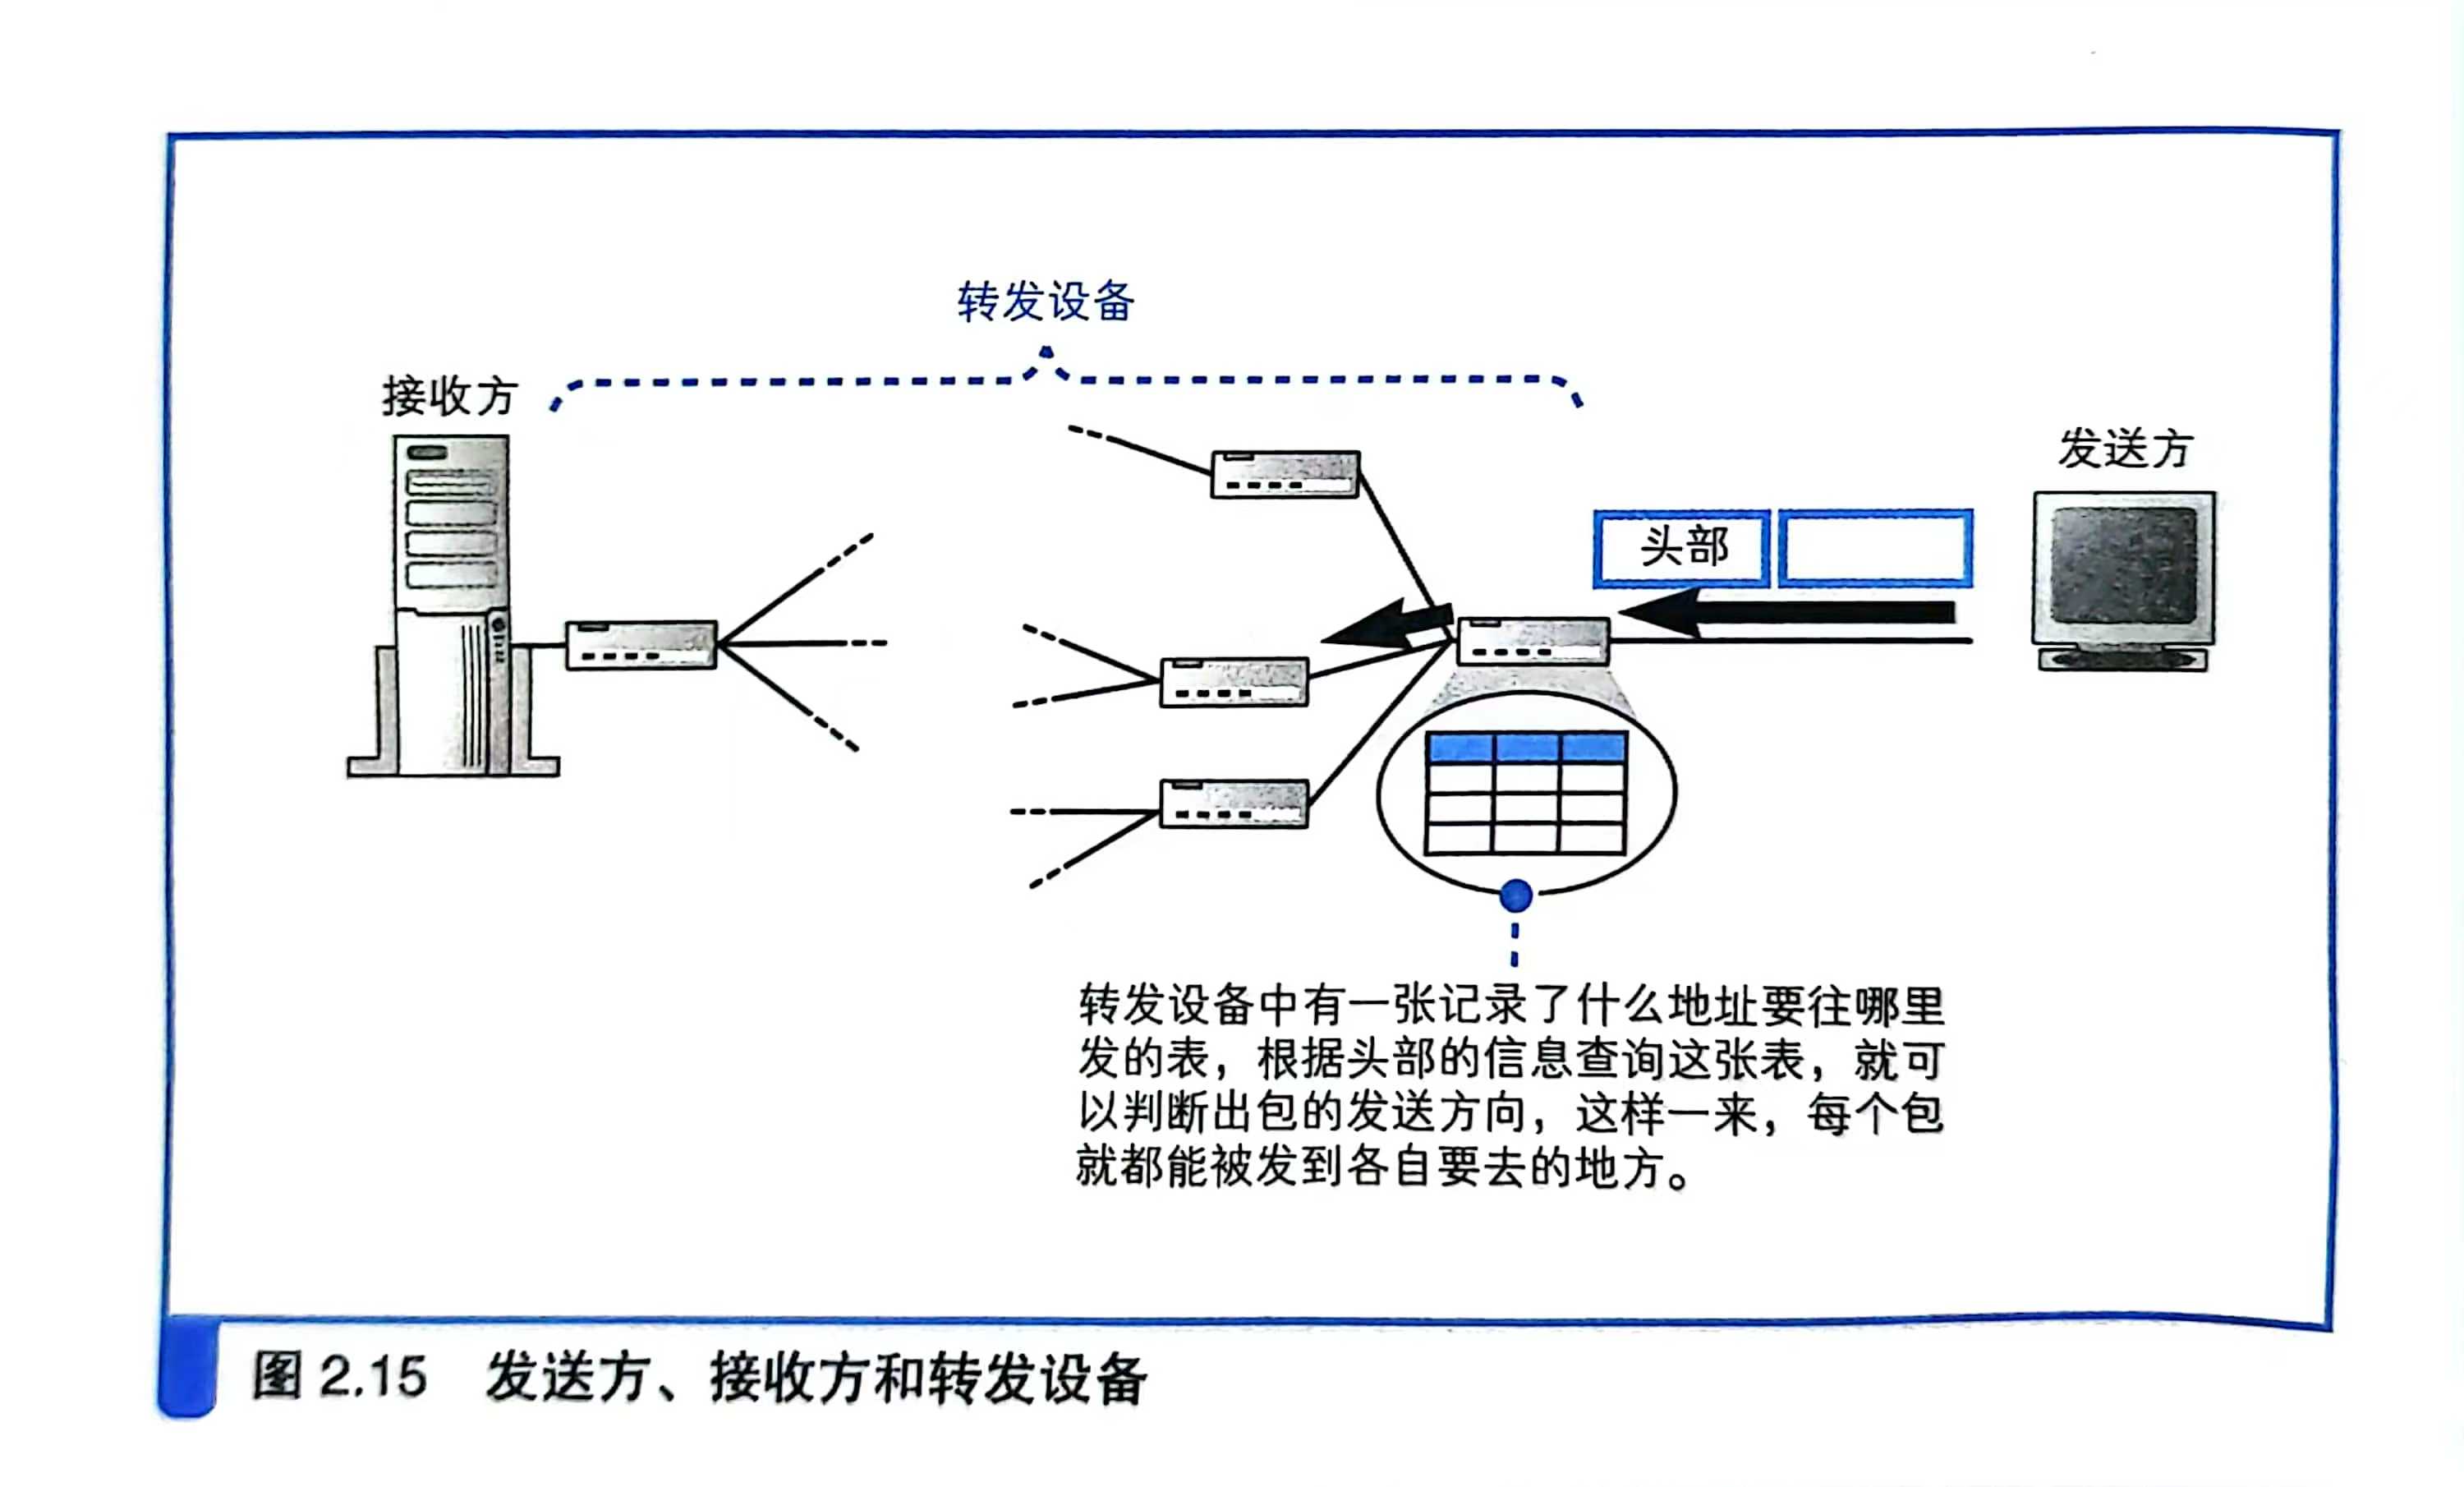 转发设备
接收方
发送方
头部
转发设备中有一张记录了什么地址要往哪里
发的表，根据头部的信息查询这张表，就可
以判断出包的发送方向，这样一来，每个包
就都能被发到各自要去的地方。
图 2.15 发送方、接收方和转发设备